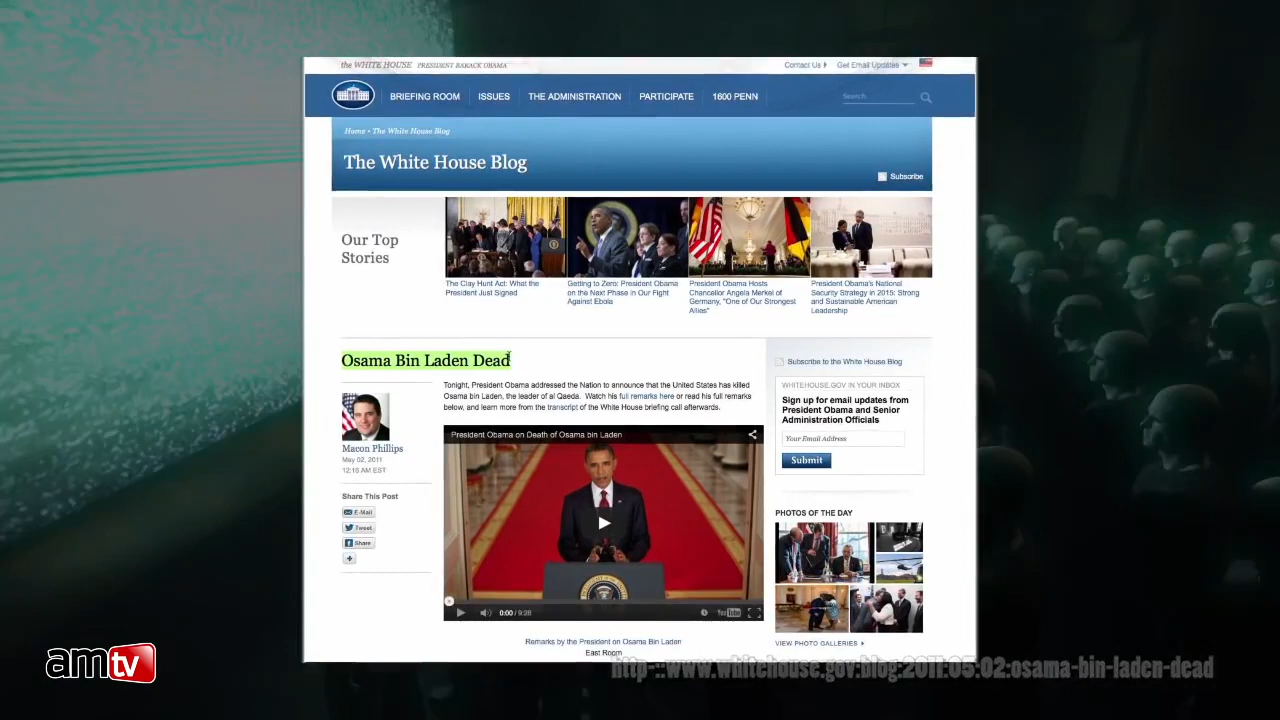 the WHITE HOUSE PRESIDENT BARACK OBAMA
Contact Us
Get Email Updates
BRIEFING ROOM
ISSUES
THE ADMINISTRATION
PARTICIPATE
1600 PENN
Search
Home • The White House Blog
The White House Blog
Subscribe
Our Top
Stories
The Clay Hunt Act: What the
President Just Signed
Getting to Zero: President Obama
on the Next Phase in Our Fight
Against Ebola
President Obama Hosts
Chancellor Angela Merkel of
Germany, "One of Our Strongest
Allies"
President Obama's National
Security Strategy in 2015: Strong
and Sustainable American
Leadership
Osama Bin Laden Dead
Macon Phillips
May 02, 2011
12:16 AM EST
Share This Post
E-Mail
Tweet
Share
Tonight, President Obama addressed the Nation to announce that the United States has killed
Osama bin Laden, the leader of al Qaeda. Watch his full remarks here or read his full remarks
below, and learn more from the transcript of the White House briefing call afterwards.
President Obama on Death of Osama bin Laden
0:00 / 9:28
YouTube
Remarks by the President on Osama Bin Laden
East Room
Subscribe to the White House Blog
WHITEHOUSE.GOV IN YOUR INBOX
Sign up for email updates from
President Obama and Senior
Administration Officials
Your Email Address
Submit
PHOTOS OF THE DAY
VIEW PHOTO GALLERIES
amtv
http-::www.whitehouse.gov:blog:2011:05:02:osama-bin-laden-dead